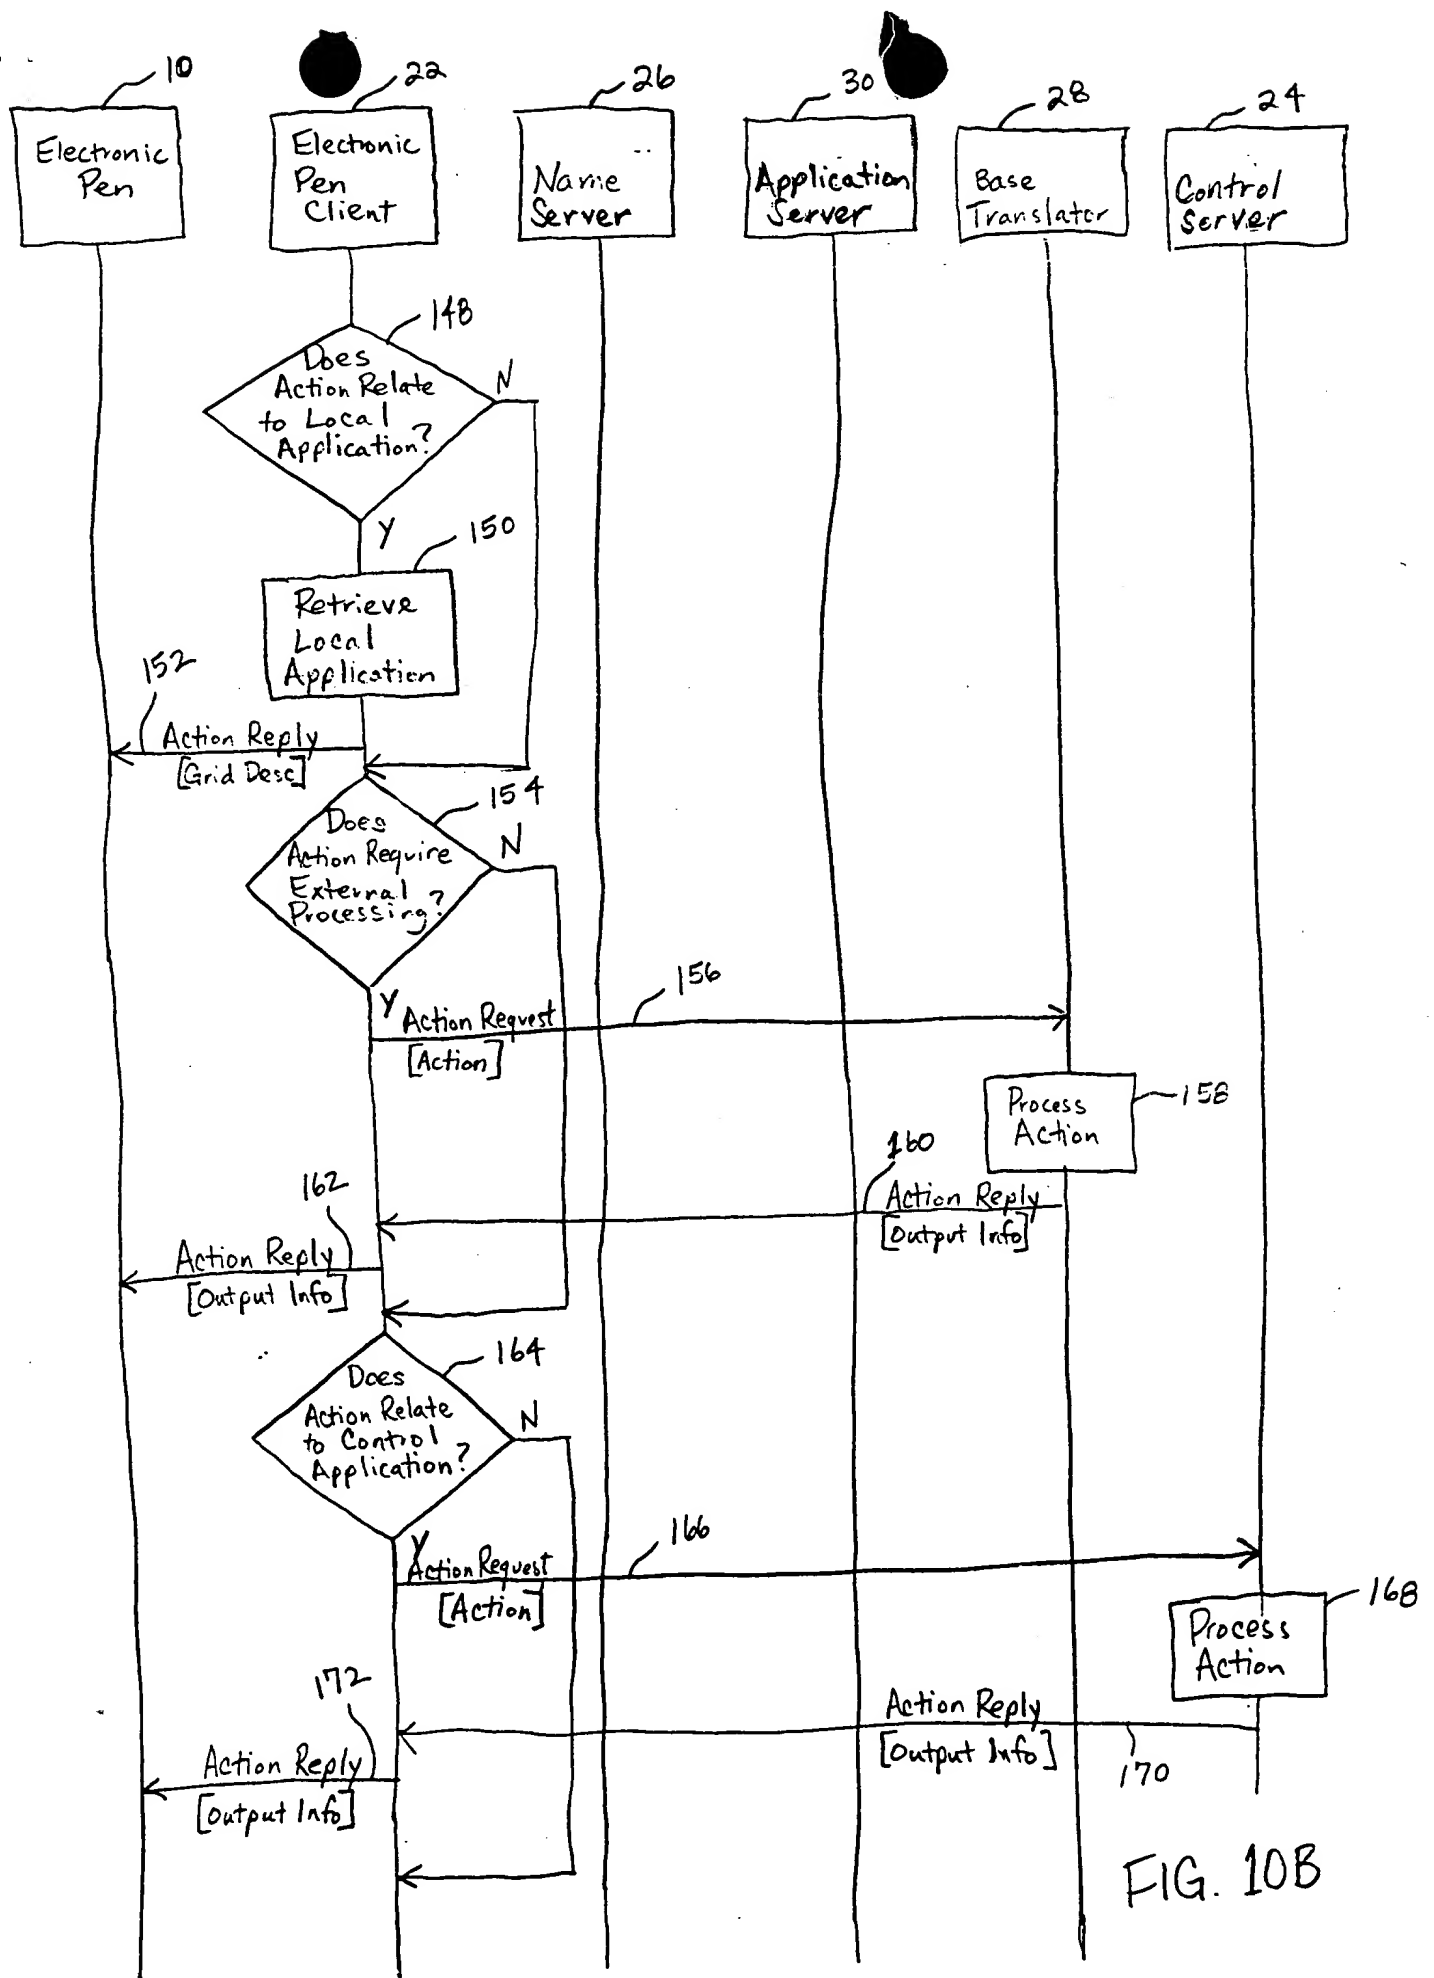 10
22
26
30
28
24
Electronic
Pen
Electronic
Pen
Client
Name
Server
Application
Server
Base
Translator
Control
Server
148
Does
Action Relate
to Local
Application?
N
Y
150
Retrieve
Local
Application
152
Action Reply
[Grid Desc]
154
Does
Action Require
External
Processing?
N
Y
156
Action Request
[Action]
Process
Action
158
160
Action Reply
[Output Info]
162
Action Reply
[Output Info]
164
Does
Action Relate
to Control
Application?
N
Y
166
Action Request
[Action]
168
Process
Action
172
Action Reply
[Output Info]
170
Action Reply
[Output Info]
FIG. 10B